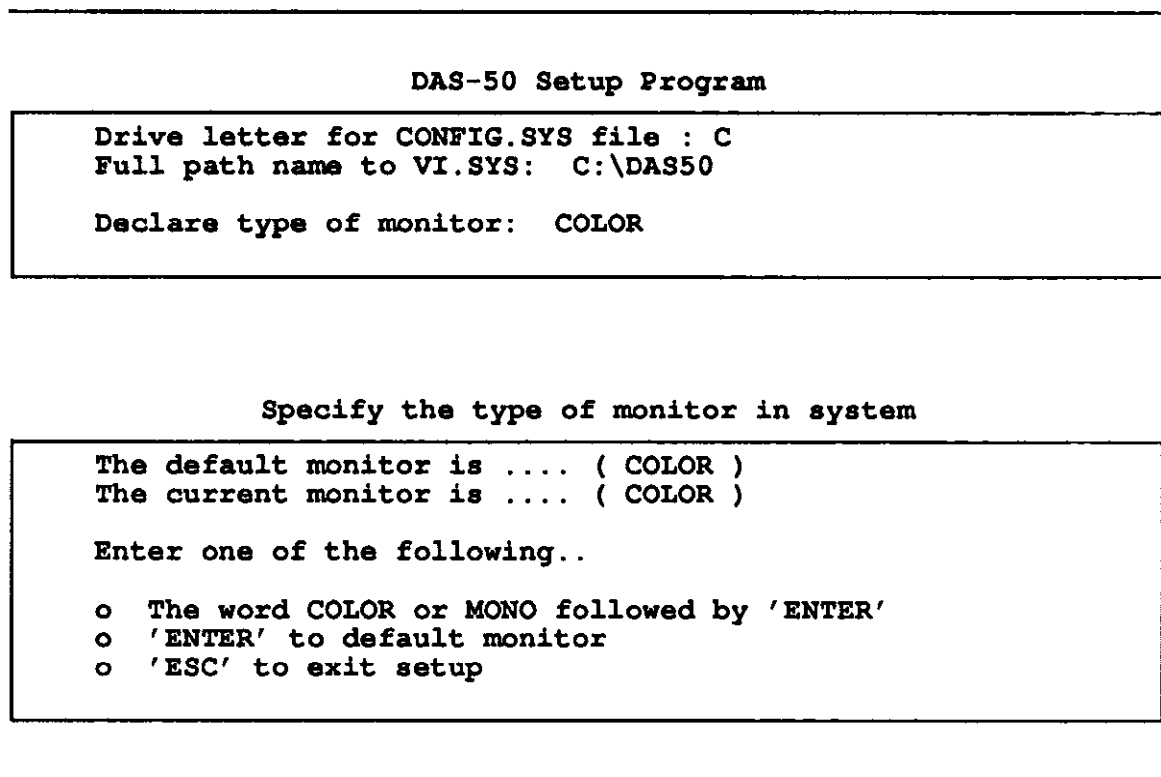 DAS-50 Setup Program
Drive letter for CONFIG.SYS file : C
Full path name to VI.SYS:  C:\DAS50
Declare type of monitor:  COLOR
Specify the type of monitor in system
The default monitor is .... ( COLOR )
The current monitor is .... ( COLOR )
Enter one of the following..
o  The word COLOR or MONO followed by 'ENTER'
o  'ENTER' to default monitor
o  'ESC' to exit setup